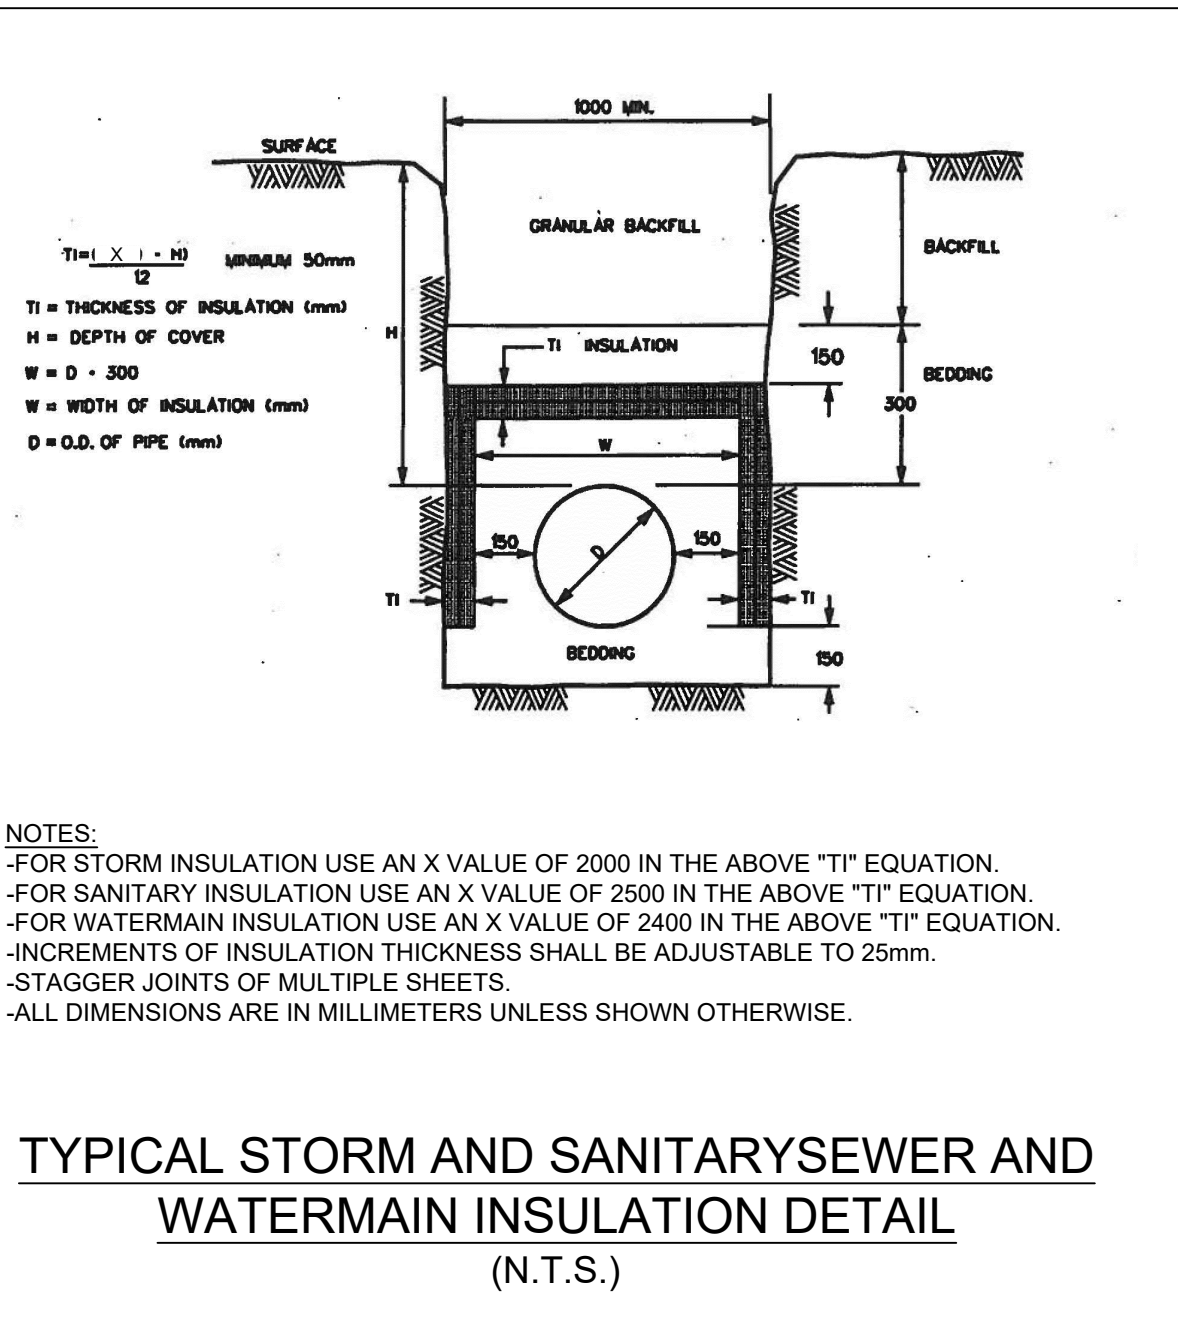 1000 MIN.
SURFACE
GRANULAR BACKFILL
BACKFILL
TI=( X ) - H)
12
MINIMUM 50mm
TI = THICKNESS OF INSULATION (mm)
H = DEPTH OF COVER
W = D • 300
W = WIDTH OF INSULATION (mm)
D = O.D. OF PIPE (mm)
H
TI INSULATION
150
BEDDING
300
W
150
D
150
TI
TI
BEDDING
150
NOTES:
-FOR STORM INSULATION USE AN X VALUE OF 2000 IN THE ABOVE "TI" EQUATION.
-FOR SANITARY INSULATION USE AN X VALUE OF 2500 IN THE ABOVE "TI" EQUATION.
-FOR WATERMAIN INSULATION USE AN X VALUE OF 2400 IN THE ABOVE "TI" EQUATION.
-INCREMENTS OF INSULATION THICKNESS SHALL BE ADJUSTABLE TO 25mm.
-STAGGER JOINTS OF MULTIPLE SHEETS.
-ALL DIMENSIONS ARE IN MILLIMETERS UNLESS SHOWN OTHERWISE.
TYPICAL STORM AND SANITARYSEWER AND
WATERMAIN INSULATION DETAIL
(N.T.S.)